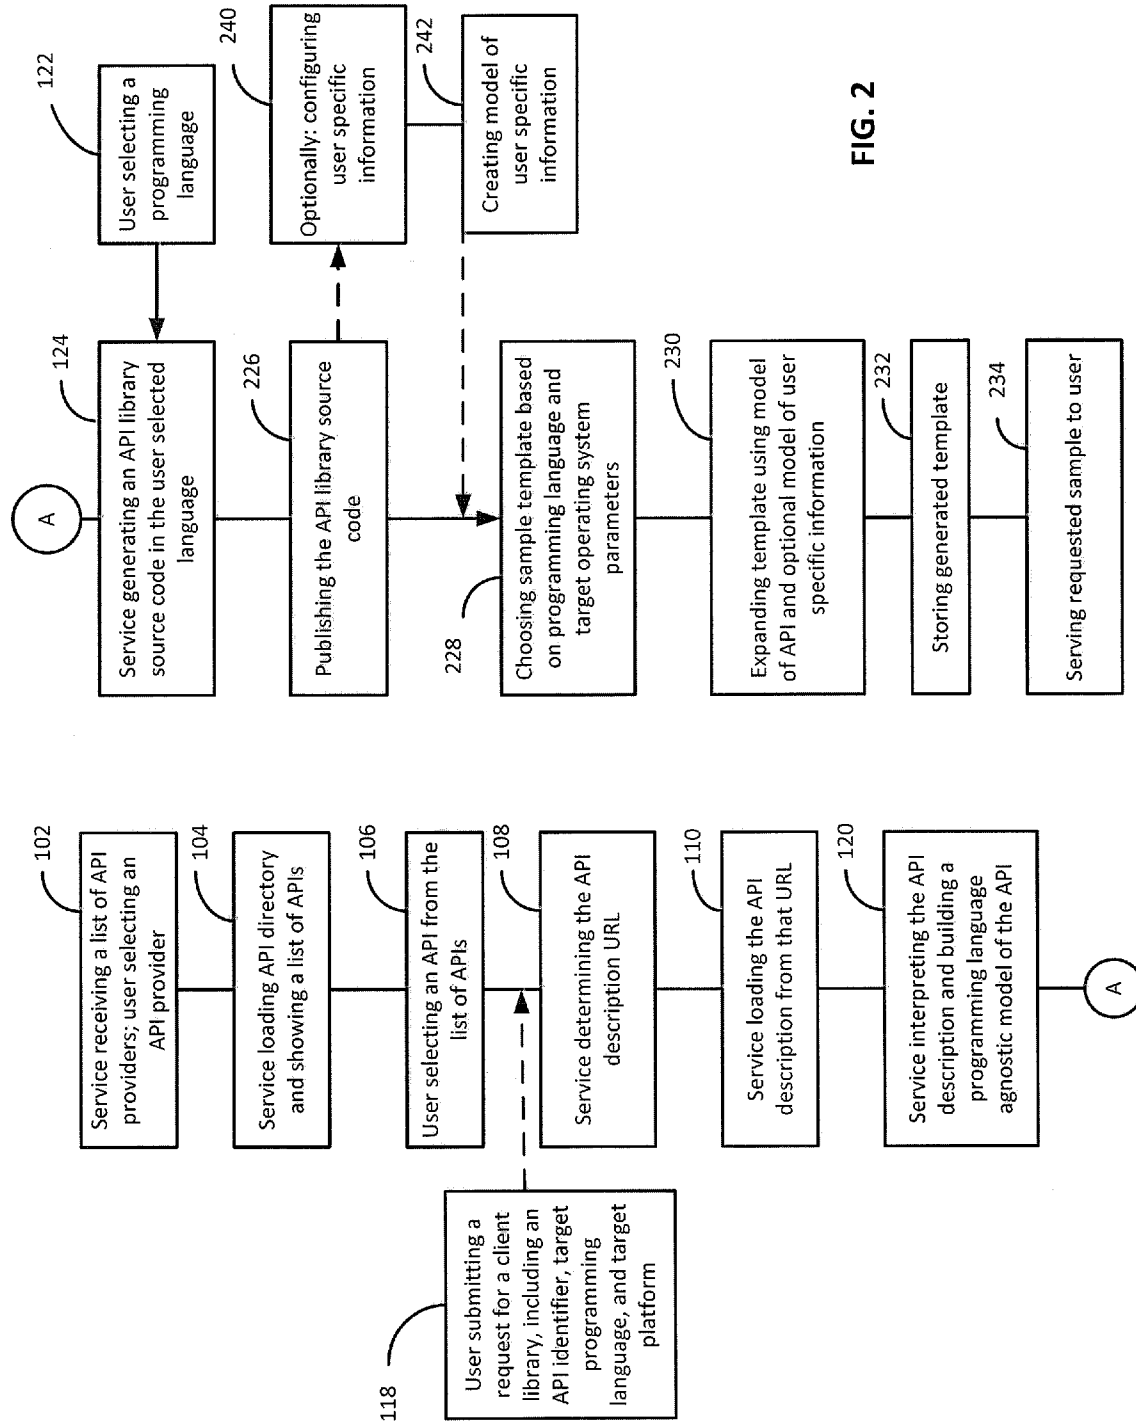 102
Service receiving a list of API
providers; user selecting an
API provider
104
Service loading API directory
and showing a list of APIs
106
User selecting an API from the
list of APIs
118
User submitting a
request for a client
library, including an
API identifier, target
programming
language, and target
platform
108
Service determining the API
description URL
110
Service loading the API
description from that URL
120
Service interpreting the API
description and building a
programming language
agnostic model of the API
A
A
124
Service generating an API library
source code in the user selected
language
122
User selecting a
programming
language
226
Publishing the API library source
code
240
Optionally: configuring
user specific
information
242
Creating model of
user specific
information
228
Choosing sample template based
on programming language and
target operating system
parameters
230
Expanding template using model
of API and optional model of user
specific information
232
Storing generated template
234
Serving requested sample to user
FIG. 2